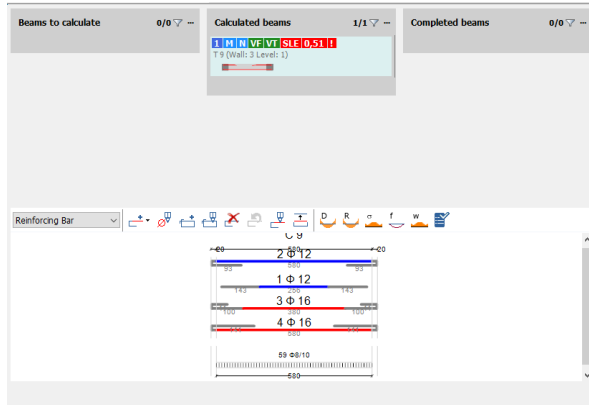 Beams to calculate 0/0
Calculated beams 1/1
Completed beams 0/0
1 M N VF VT SLE 0,51 !
T 9 (Wall: 3 Level: 1)
Reinforcing Bar
D R σ f w
C 9
20 580 20
2 Φ 12
580
93 93
1 Φ 12
143 266 143
3 Φ 16
100 380
4 Φ 16
580
59 Φ8/10
580